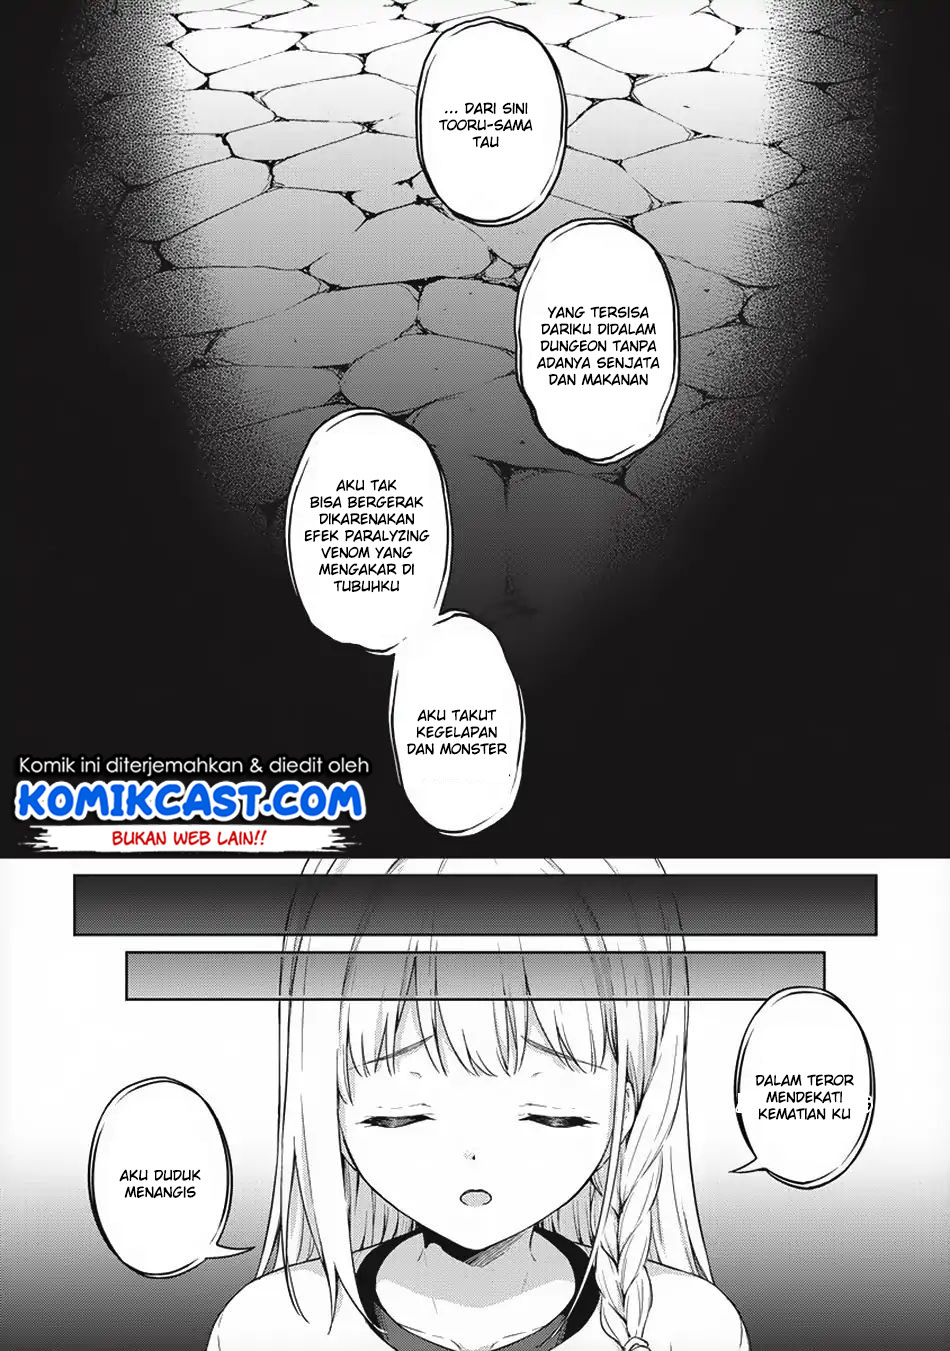 ... DARI SINI
TOORU-SAMA
TAU
YANG TERSISA
DARIKU DIDALAM
DUNGEON TANPA
ADANYA SENJATA
DAN MAKANAN
AKU TAK
BISA BERGERAK
DIKARENAKAN
EFEK PARALYZING
VENOM YANG
MENGAKAR DI
TUBUHKU
AKU TAKUT
KEGELAPAN
DAN MONSTER
Komik ini diterjemahkan & diedit oleh
KOMIKCAST.COM
BUKAN WEB LAIN!!
DALAM TEROR
MENDEKATI
KEMATIAN KU
AKU DUDUK
MENANGIS